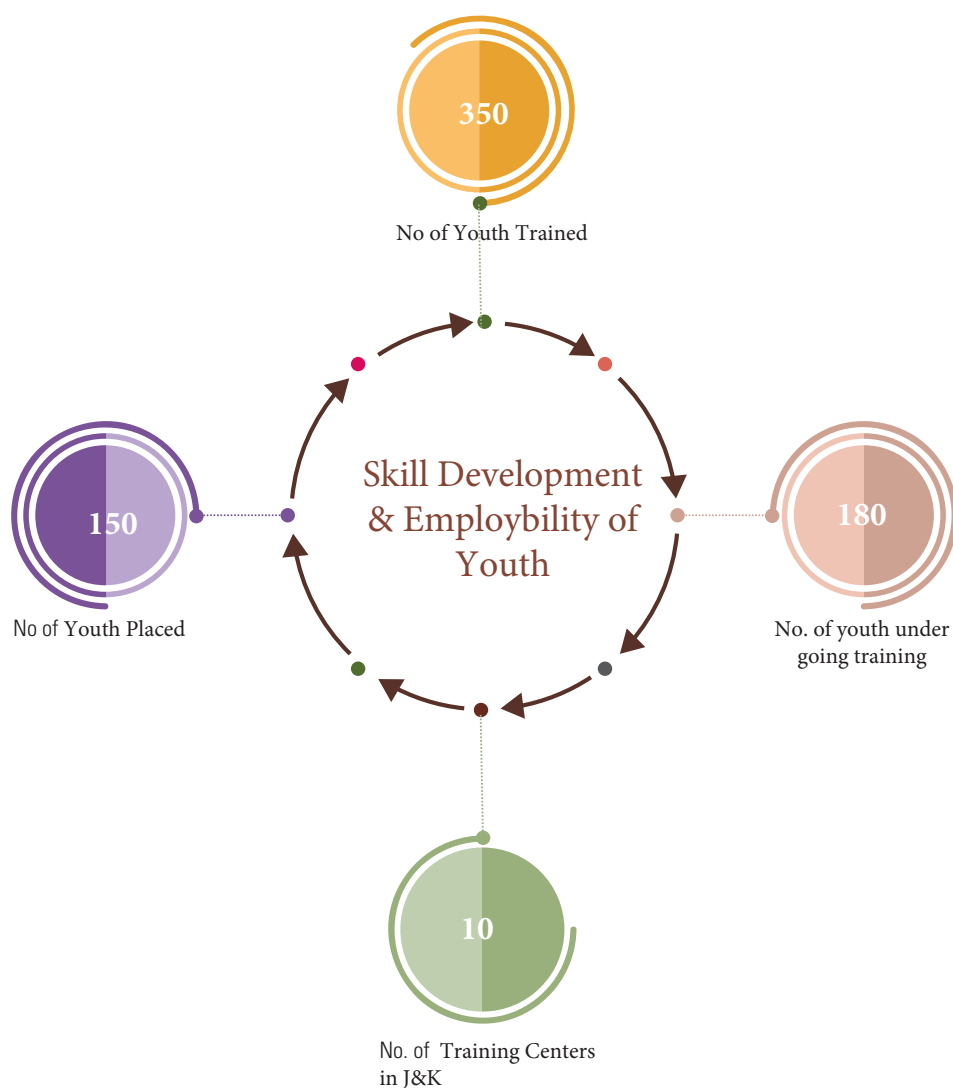 350
No of Youth Trained
Skill Development
& Employbility of
Youth
150
No of Youth Placed
180
No. of youth under
going training
10
No. of Training Centers
in J&K